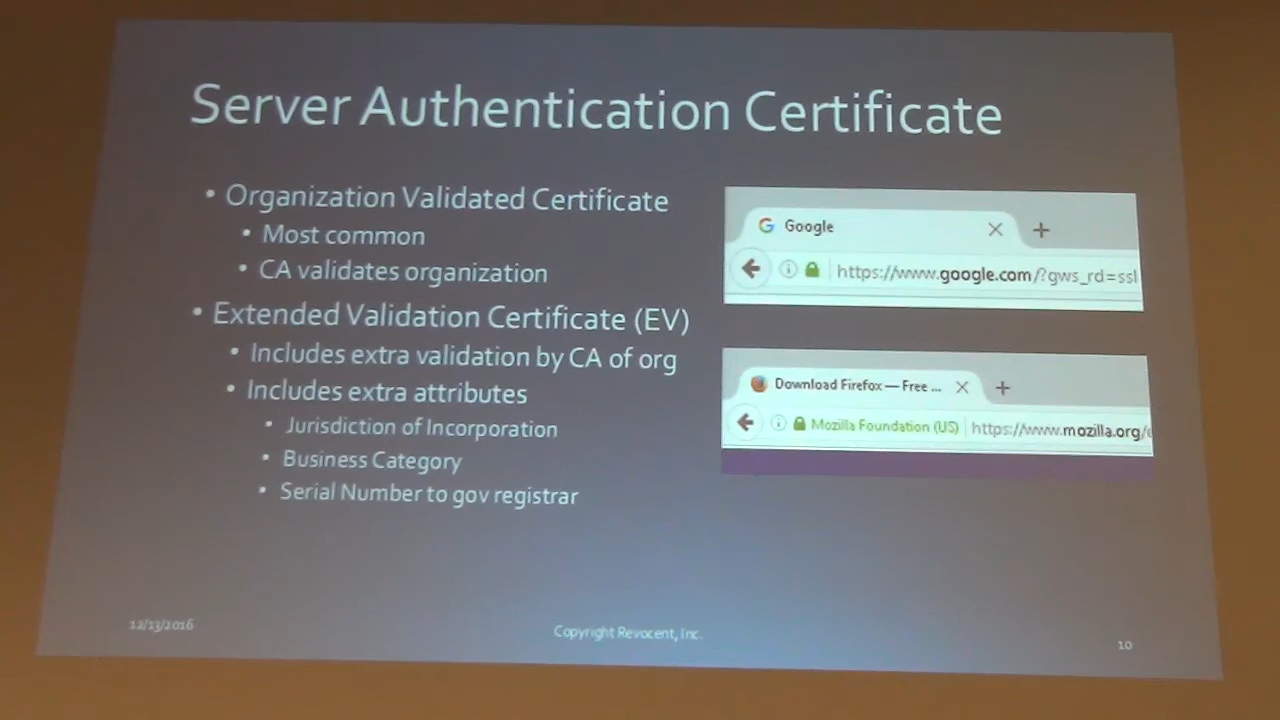 Server Authentication Certificate
• Organization Validated Certificate
• Most common
• CA validates organization
• Extended Validation Certificate (EV)
• Includes extra validation by CA of org
• Includes extra attributes
• Jurisdiction of Incorporation
• Business Category
• Serial Number to gov registrar
Google
https://www.google.com/?gws_rd=ssl
Download Firefox — Free ...
Mozilla Foundation (US) https://www.mozilla.org/
12/13/2016
Copyright Revocent, Inc.
10